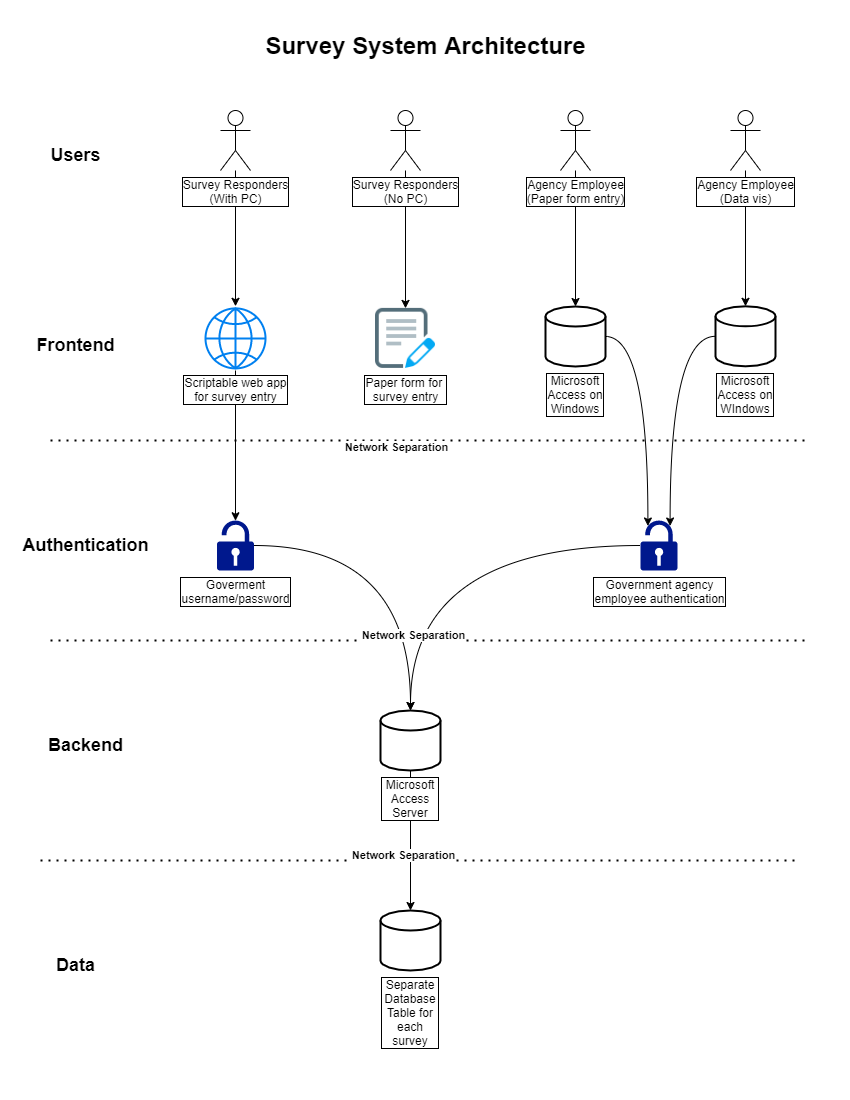 Survey System Architecture
Users
Survey Responders
(With PC)
Survey Responders
(No PC)
Agency Employee
(Paper form entry)
Agency Employee
(Data vis)
Frontend
Scriptable web app
for survey entry
Paper form for
survey entry
Microsoft
Access on
Windows
Microsoft
Access on
WIndows
Network Separation
Authentication
Goverment
username/password
Government agency
employee authentication
Network Separation
Backend
Microsoft
Access
Server
Network Separation
Data
Separate
Database
Table for
each
survey